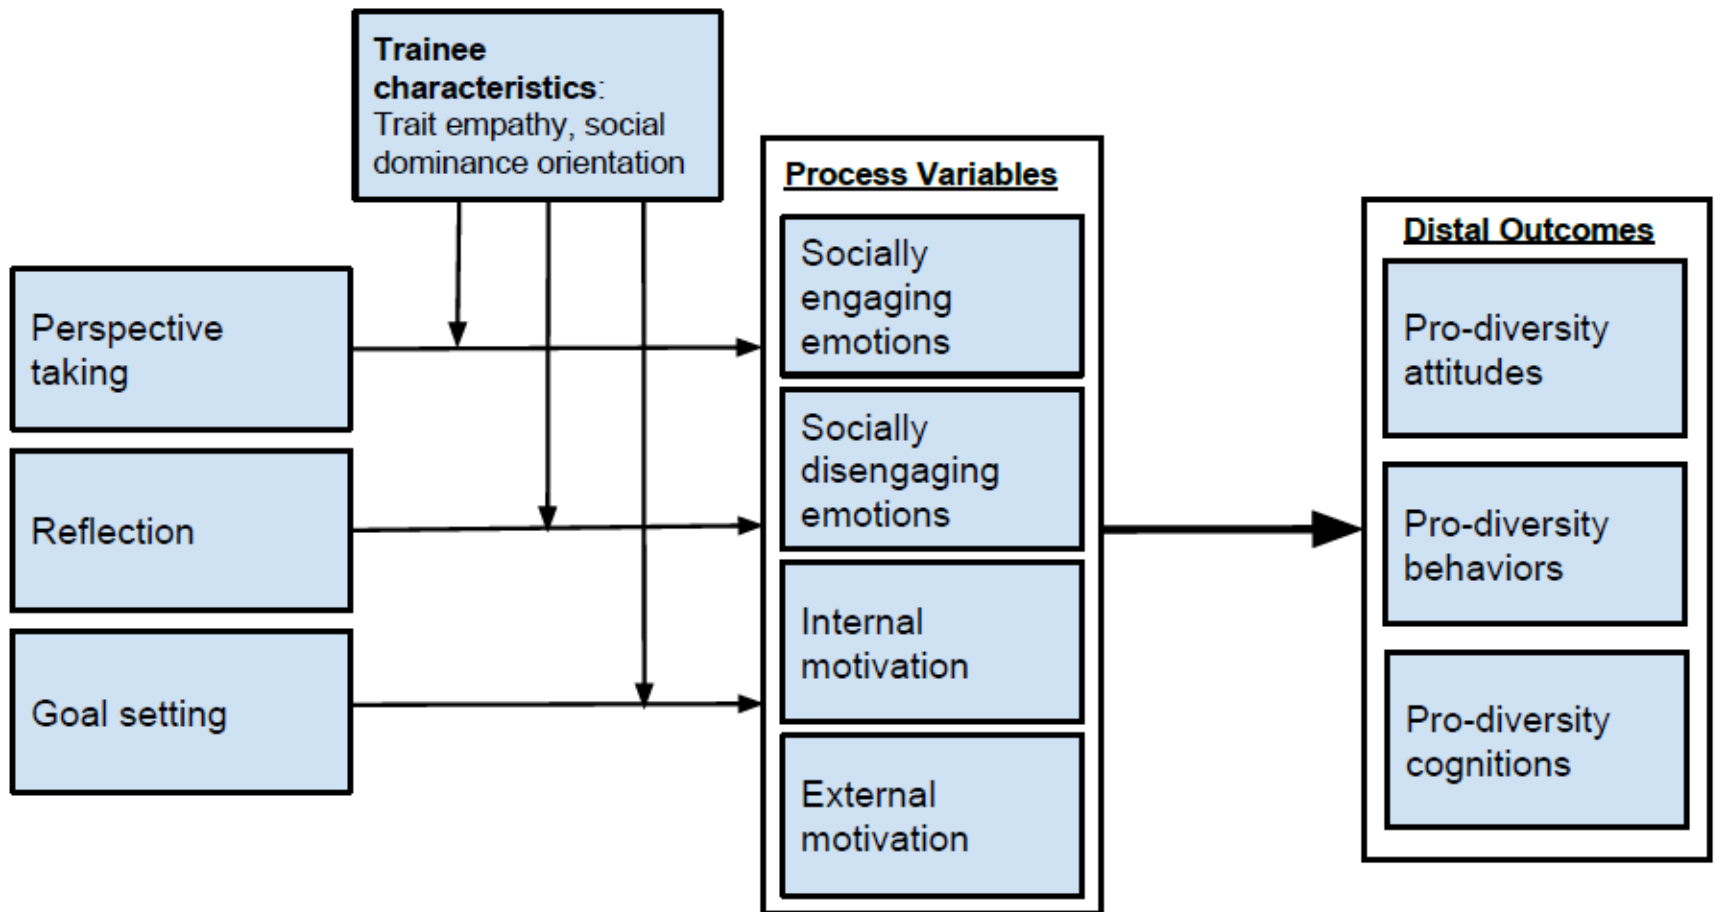 Trainee
characteristics:
Trait empathy, social
dominance orientation
Perspective
taking
Reflection
Goal setting
Process Variables
Socially
engaging
emotions
Socially
disengaging
emotions
Internal
motivation
External
motivation
Distal Outcomes
Pro-diversity
attitudes
Pro-diversity
behaviors
Pro-diversity
cognitions